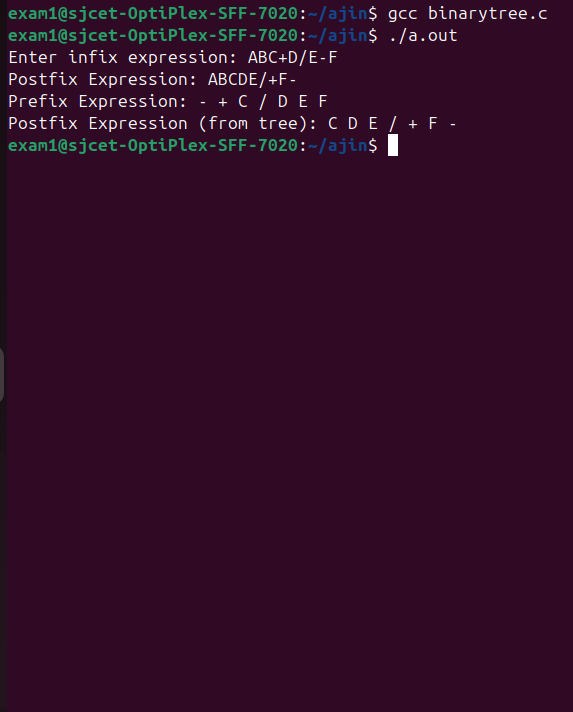 exam1@sjcet-OptiPlex-SFF-7020:~/ajin$ gcc binarytree.c
exam1@sjcet-OptiPlex-SFF-7020:~/ajin$ ./a.out
Enter infix expression: ABC+D/E-F
Postfix Expression: ABCDE/+F-
Prefix Expression: - + C / D E F
Postfix Expression (from tree): C D E / + F -
exam1@sjcet-OptiPlex-SFF-7020:~/ajin$